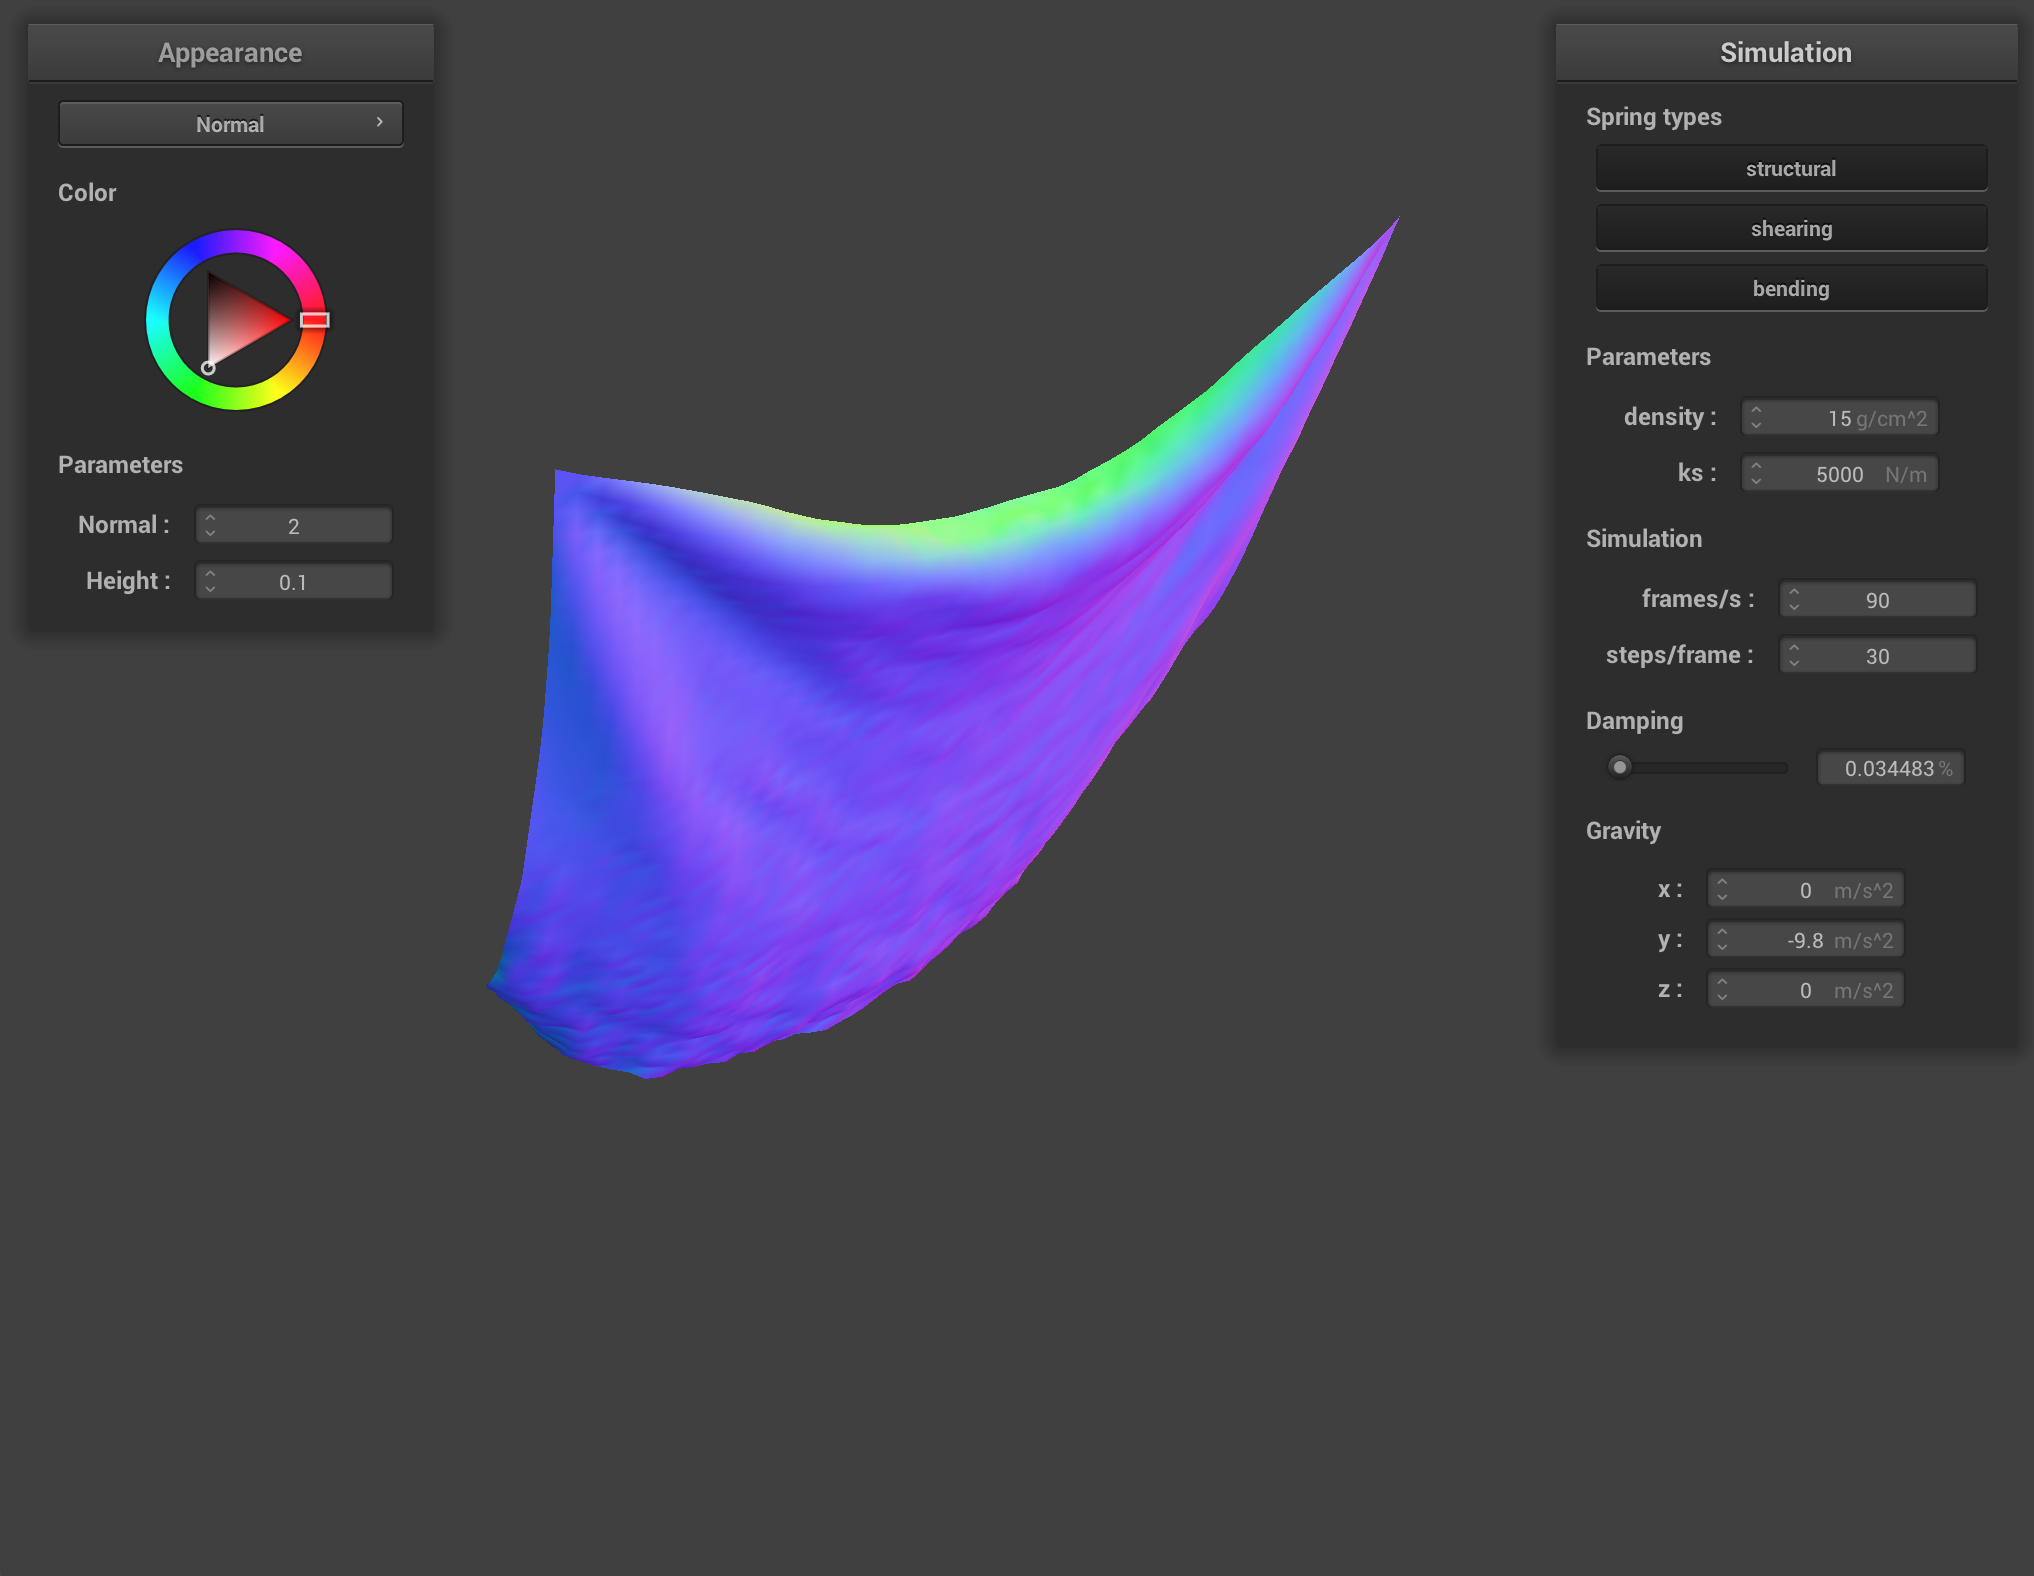 Appearance
Normal
Color
Parameters
Normal : 2
Height : 0.1
Simulation
Spring types
structural
shearing
bending
Parameters
density : 15 g/cm^2
ks : 5000 N/m
Simulation
frames/s : 90
steps/frame : 30
Damping
0.034483 %
Gravity
x : 0 m/s^2
y : -9.8 m/s^2
z : 0 m/s^2